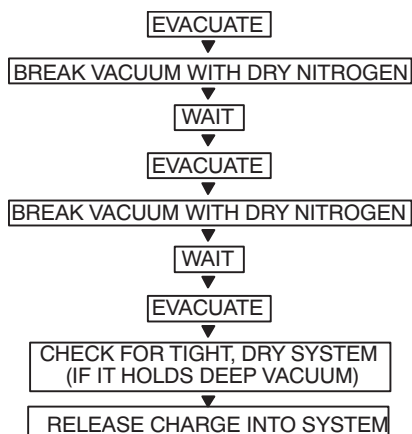 EVACUATE
BREAK VACUUM WITH DRY NITROGEN
WAIT
EVACUATE
BREAK VACUUM WITH DRY NITROGEN
WAIT
EVACUATE
CHECK FOR TIGHT, DRY SYSTEM
(IF IT HOLDS DEEP VACUUM)
RELEASE CHARGE INTO SYSTEM